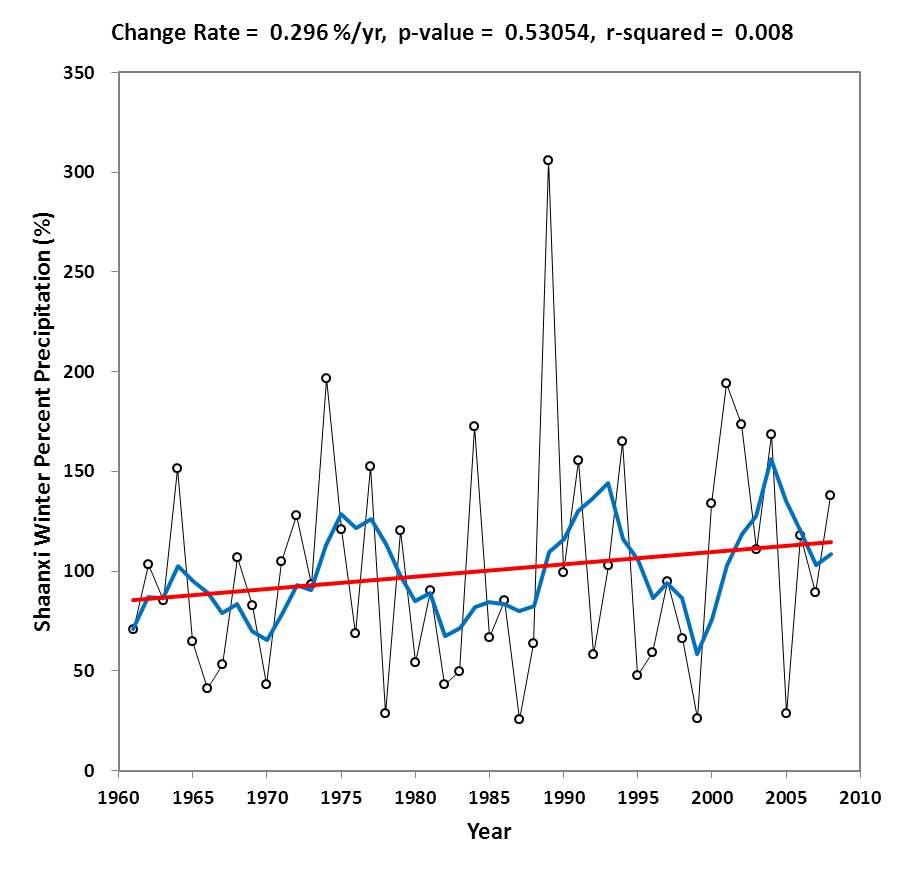 Change Rate = 0.296 %/yr, p-value = 0.53054, r-squared = 0.008
350
300
250
200
150
100
50
0
Shaanxi Winter Percent Precipitation (%)
1960 1965 1970 1975 1980 1985 1990 1995 2000 2005 2010
Year